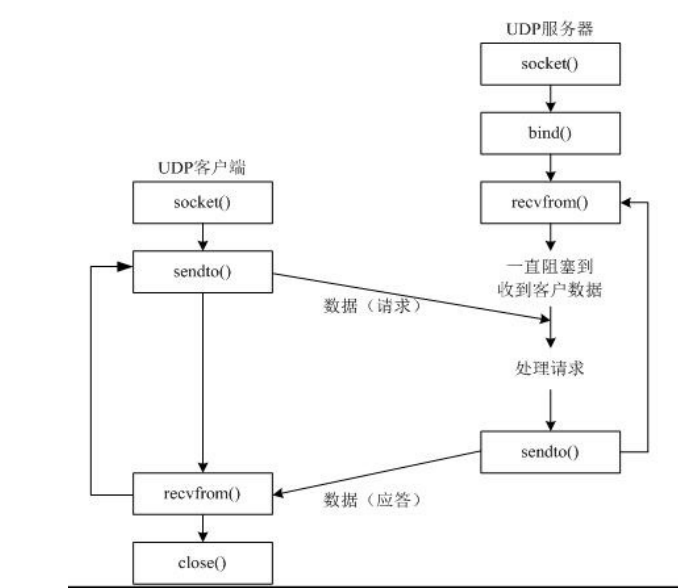 UDP服务器
socket()
bind()
UDP客户端
socket()
recvfrom()
sendto()
一直阻塞到
收到客户数据
数据（请求）
处理请求
sendto()
recvfrom()
数据（应答）
close()